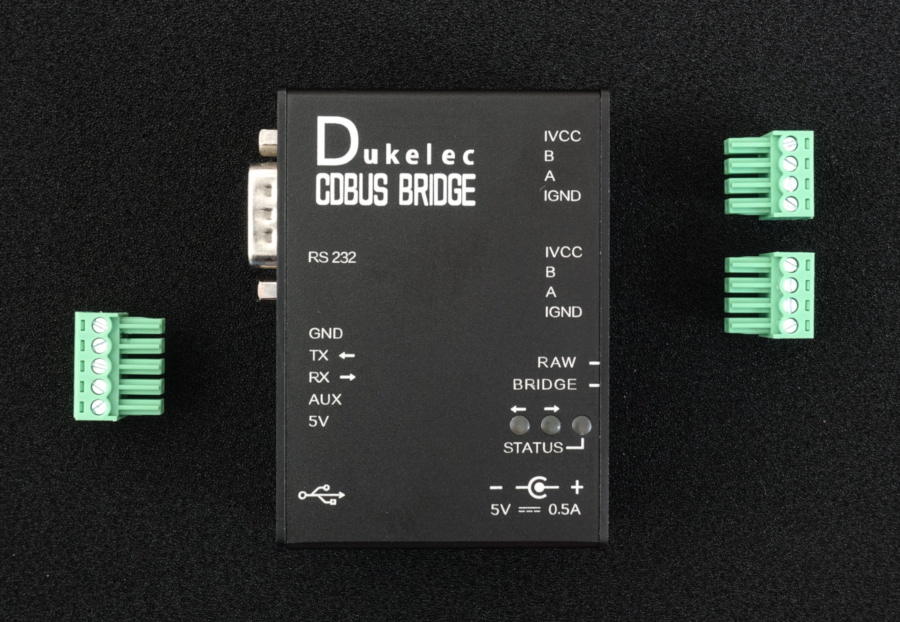 Dukelec
CDBUS BRIDGE
IVCC
B
A
IGND
RS 232
IVCC
B
A
IGND
GND
TX ←
RX →
AUX
5V
RAW –
BRIDGE –
← →
STATUS
– +
5V ⎓ 0.5A